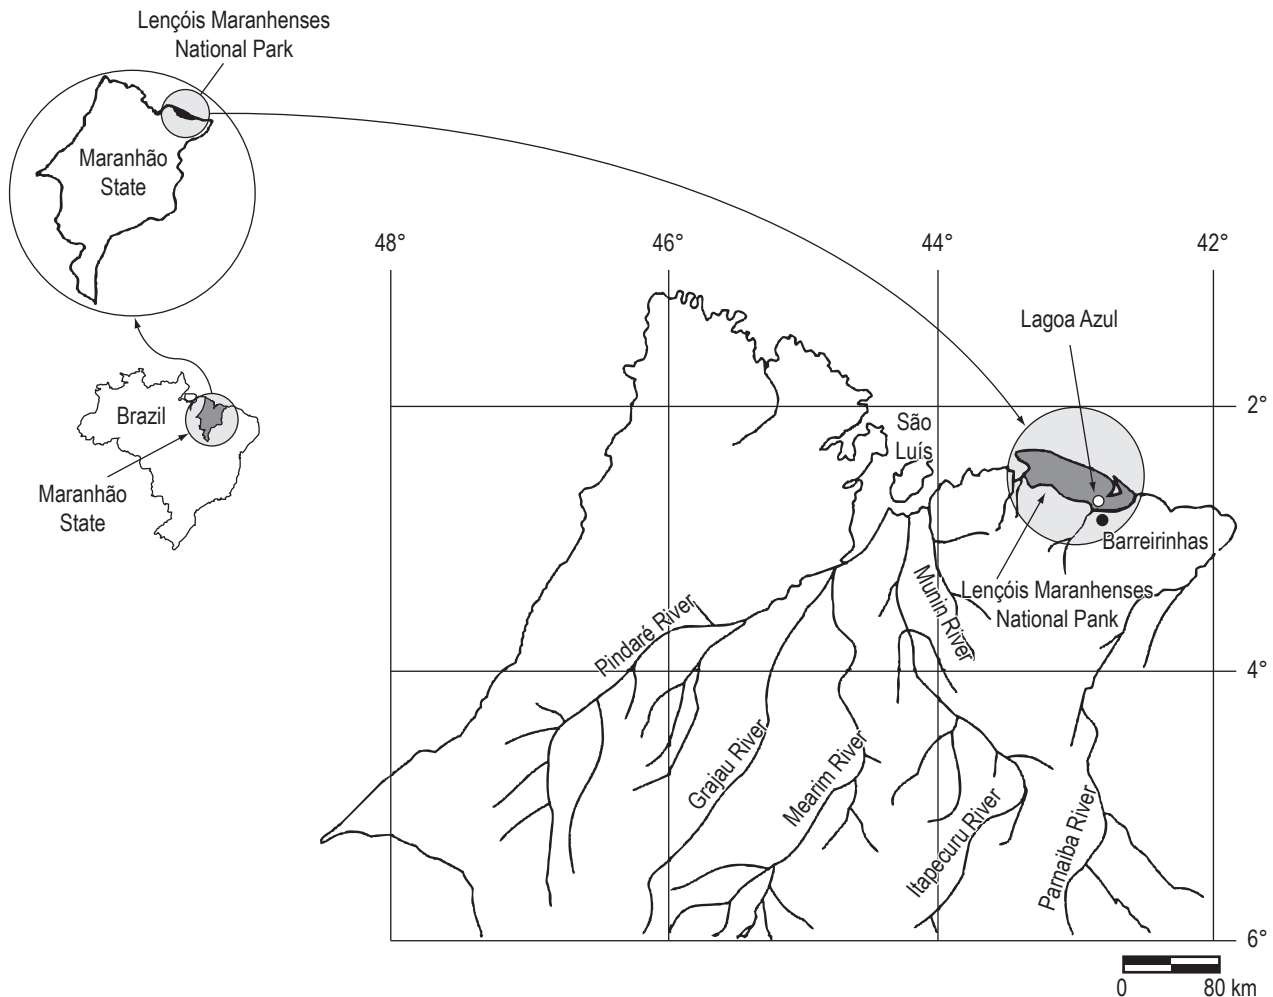 Lençóis Maranhenses
National Park
Maranhão
State
48°
46°
44°
42°
Lagoa Azul
Brazil
2°
São
Luís
Maranhão
State
Barreirinhas
Lençóis Maranhenses
National Pank
Munin River
Pindaré River
4°
Grajau River
Mearim River
Itapecuru River
Parnaiba River
6°
0
80 km